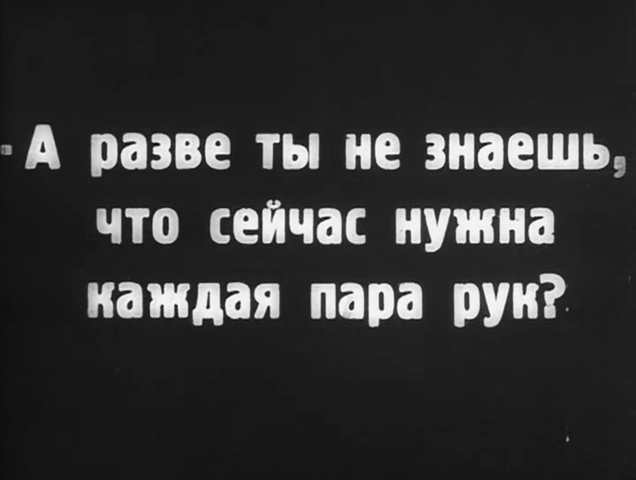 - А разве ты не знаешь,
что сейчас нужна
каждая пара рук?